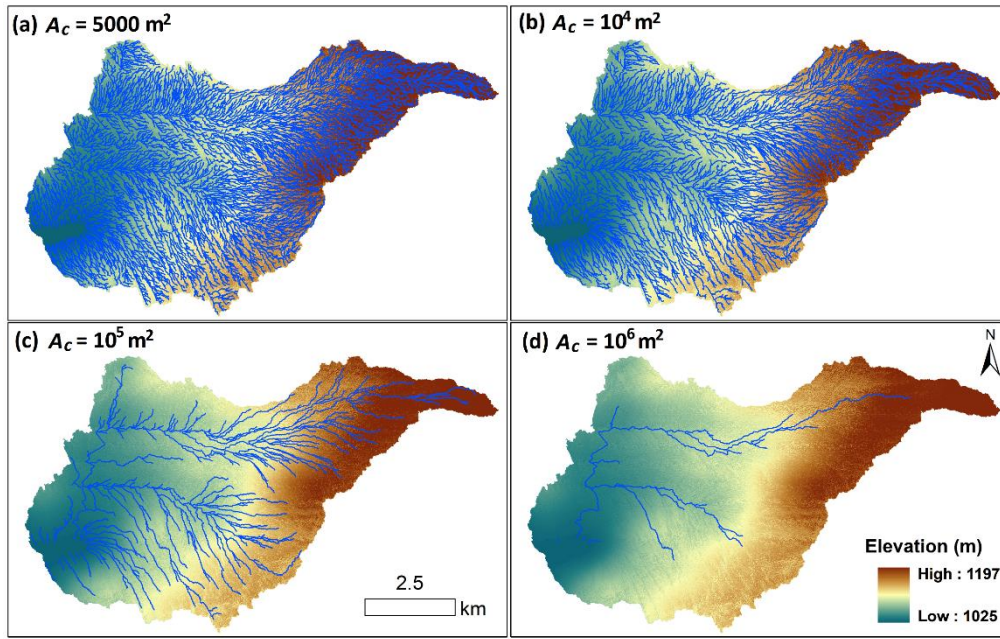 (a) Ac = 5000 m²
(b) Ac = 10⁴ m²
(c) Ac = 10⁵ m²
(d) Ac = 10⁶ m²
N
2.5
km
Elevation (m)
High : 1197
Low : 1025